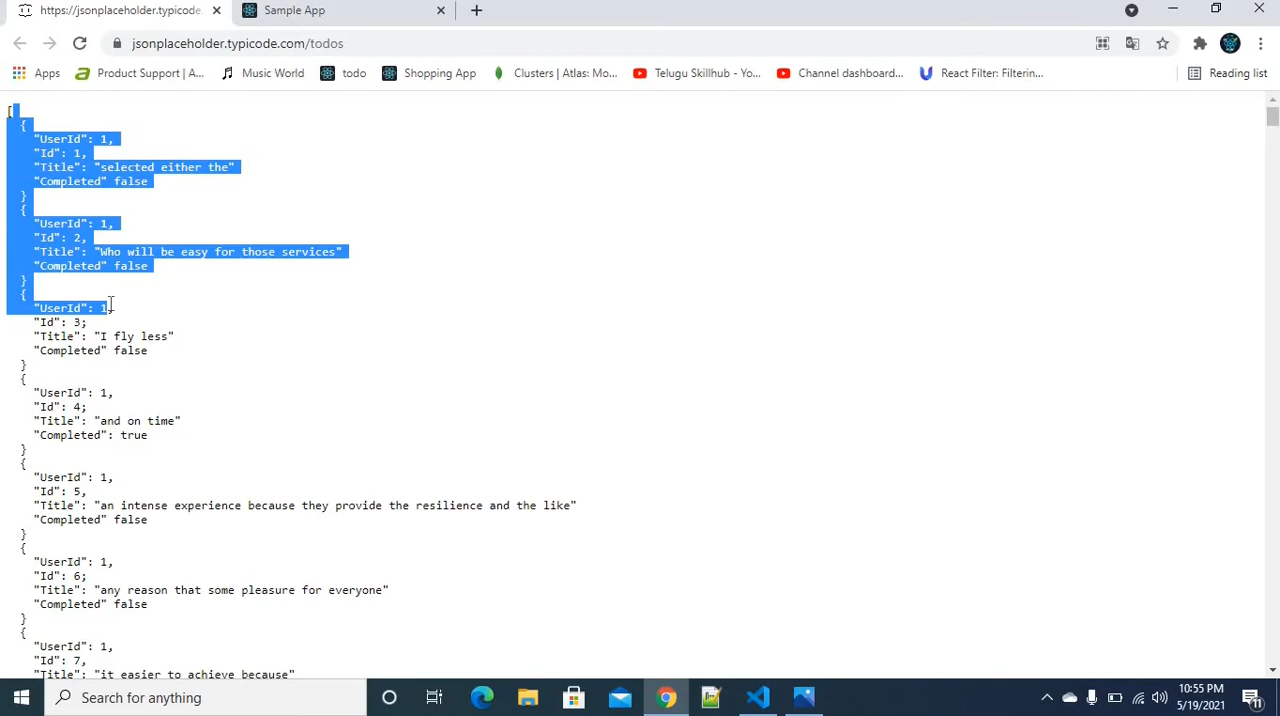 https://jsonplaceholder.typicode.
Sample App
jsonplaceholder.typicode.com/todos
Apps
Product Support | A...
Music World
todo
Shopping App
Clusters | Atlas: Mo...
Telugu Skillhub - Yo...
Channel dashboard...
React Filter: Filterin...
Reading list
[
{
"UserId": 1,
"Id": 1,
"Title": "selected either the"
"Completed" false
}
{
"UserId": 1,
"Id": 2,
"Title": "Who will be easy for those services"
"Completed" false
}
{
"UserId": 1,
"Id": 3;
"Title": "I fly less"
"Completed" false
}
{
"UserId": 1,
"Id": 4;
"Title": "and on time"
"Completed": true
}
{
"UserId": 1,
"Id": 5,
"Title": "an intense experience because they provide the resilience and the like"
"Completed" false
}
{
"UserId": 1,
"Id": 6;
"Title": "any reason that some pleasure for everyone"
"Completed" false
}
{
"UserId": 1,
"Id": 7,
"Title": "it easier to achieve because"
Search for anything
10:55 PM
5/19/2021
11